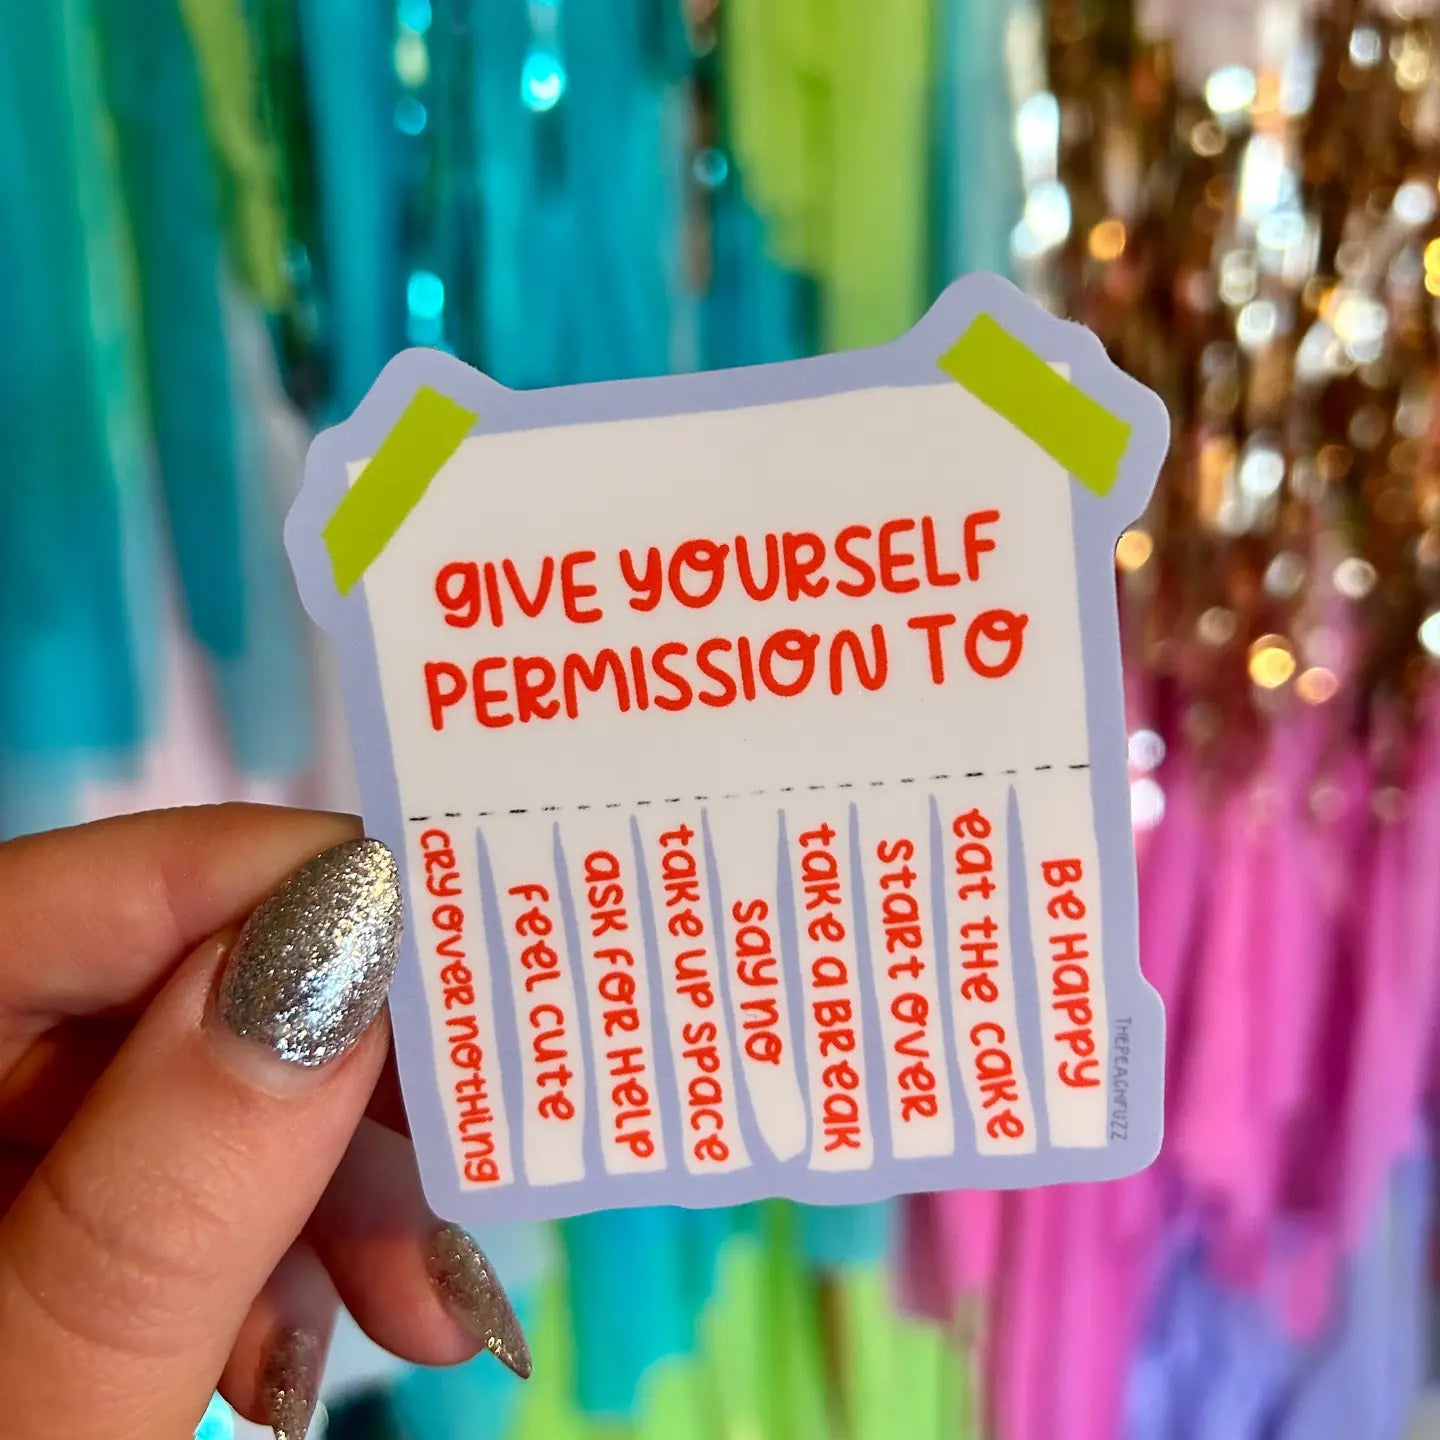 gIVE YOURSELF
PERMISSION TO
CRY OVER NOtHING
FEEL CUtE
ASK FOR HELP
take UP SPACE
say NO
take a BREAK
StaRt OVER
eat tHE Cake
BE HAPPY
THEPEACHFUZZ